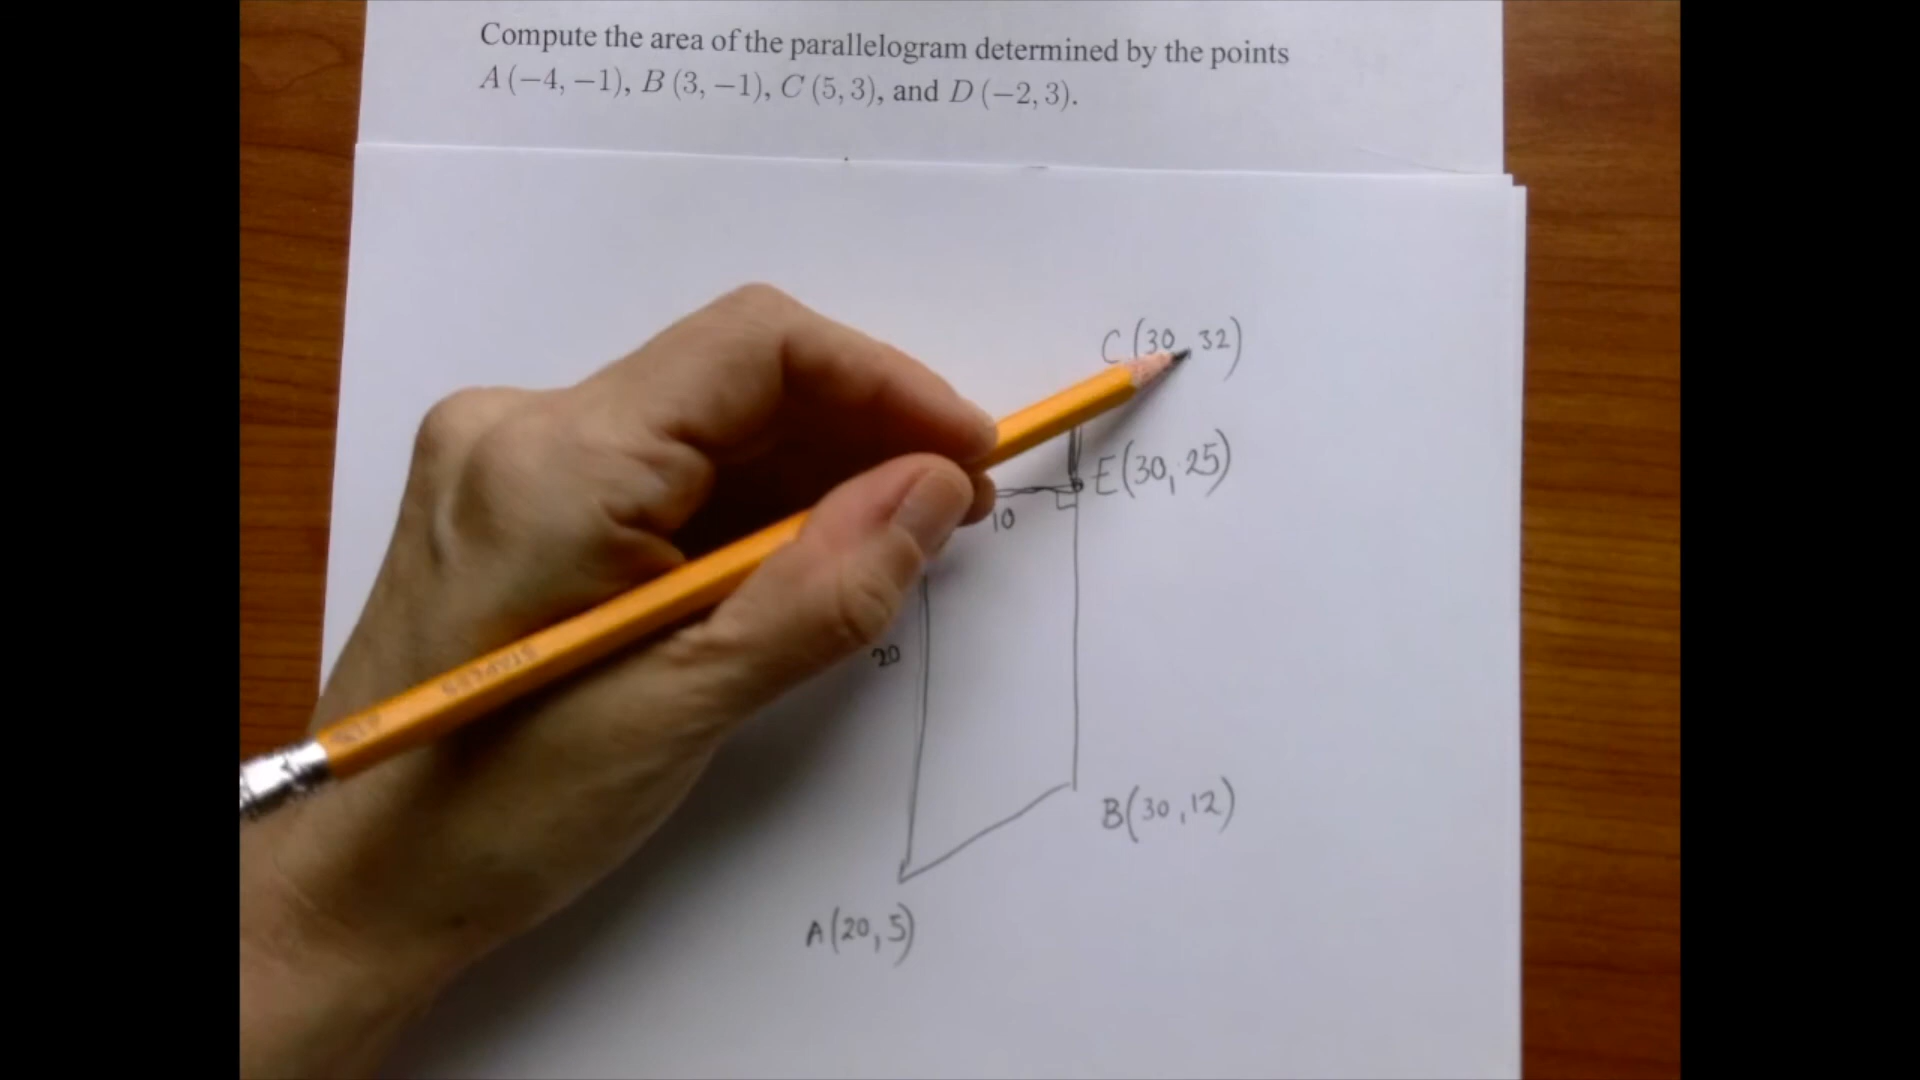 Compute the area of the parallelogram determined by the points
A (−4, −1), B (3, −1), C (5, 3), and D (−2, 3).
C (30, 32)
E (30, 25)
10
20
B (30, 12)
A (20, 5)
STAPLES